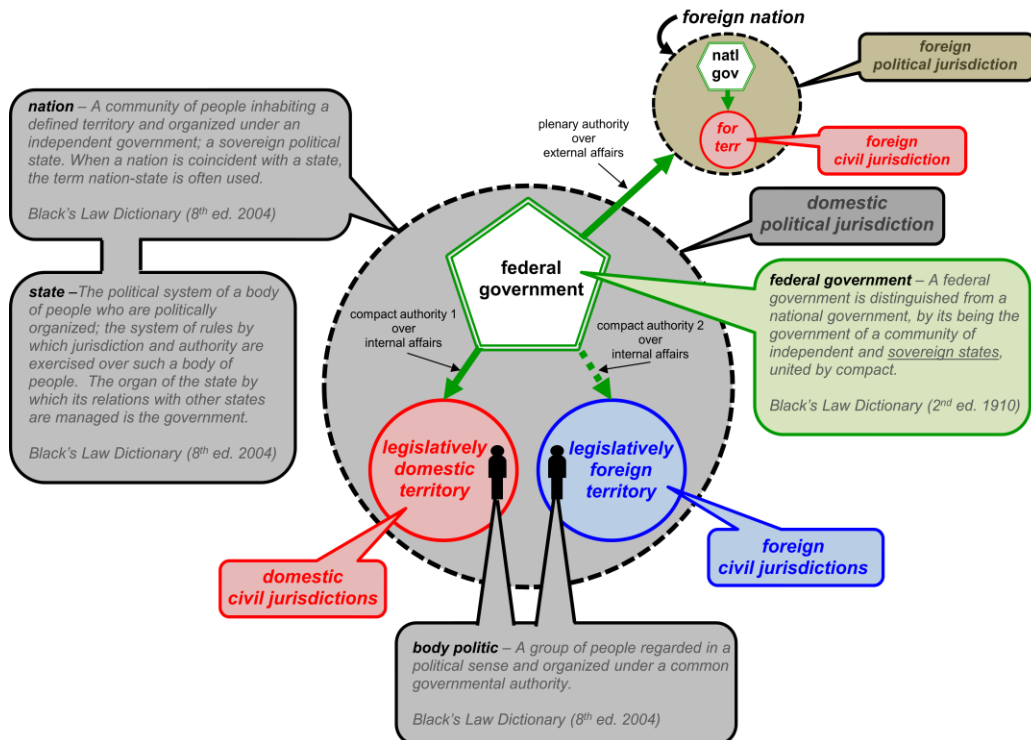 foreign nation
natl
gov
for
terr
foreign
political jurisdiction
foreign
civil jurisdiction
plenary authority
over
external affairs
nation – A community of people inhabiting a
defined territory and organized under an
independent government; a sovereign political
state. When a nation is coincident with a state,
the term nation-state is often used.
Black's Law Dictionary (8th ed. 2004)
domestic
political jurisdiction
federal
government
state –The political system of a body
of people who are politically
organized; the system of rules by
which jurisdiction and authority are
exercised over such a body of
people. The organ of the state by
which its relations with other states
are managed is the government.
Black's Law Dictionary (8th ed. 2004)
federal government – A federal
government is distinguished from a
national government, by its being the
government of a community of
independent and sovereign states,
united by compact.
Black's Law Dictionary (2nd ed. 1910)
compact authority 1
over
internal affairs
compact authority 2
over
internal affairs
legislatively
domestic
territory
legislatively
foreign
territory
domestic
civil jurisdictions
foreign
civil jurisdictions
body politic – A group of people regarded in a
political sense and organized under a common
governmental authority.
Black's Law Dictionary (8th ed. 2004)